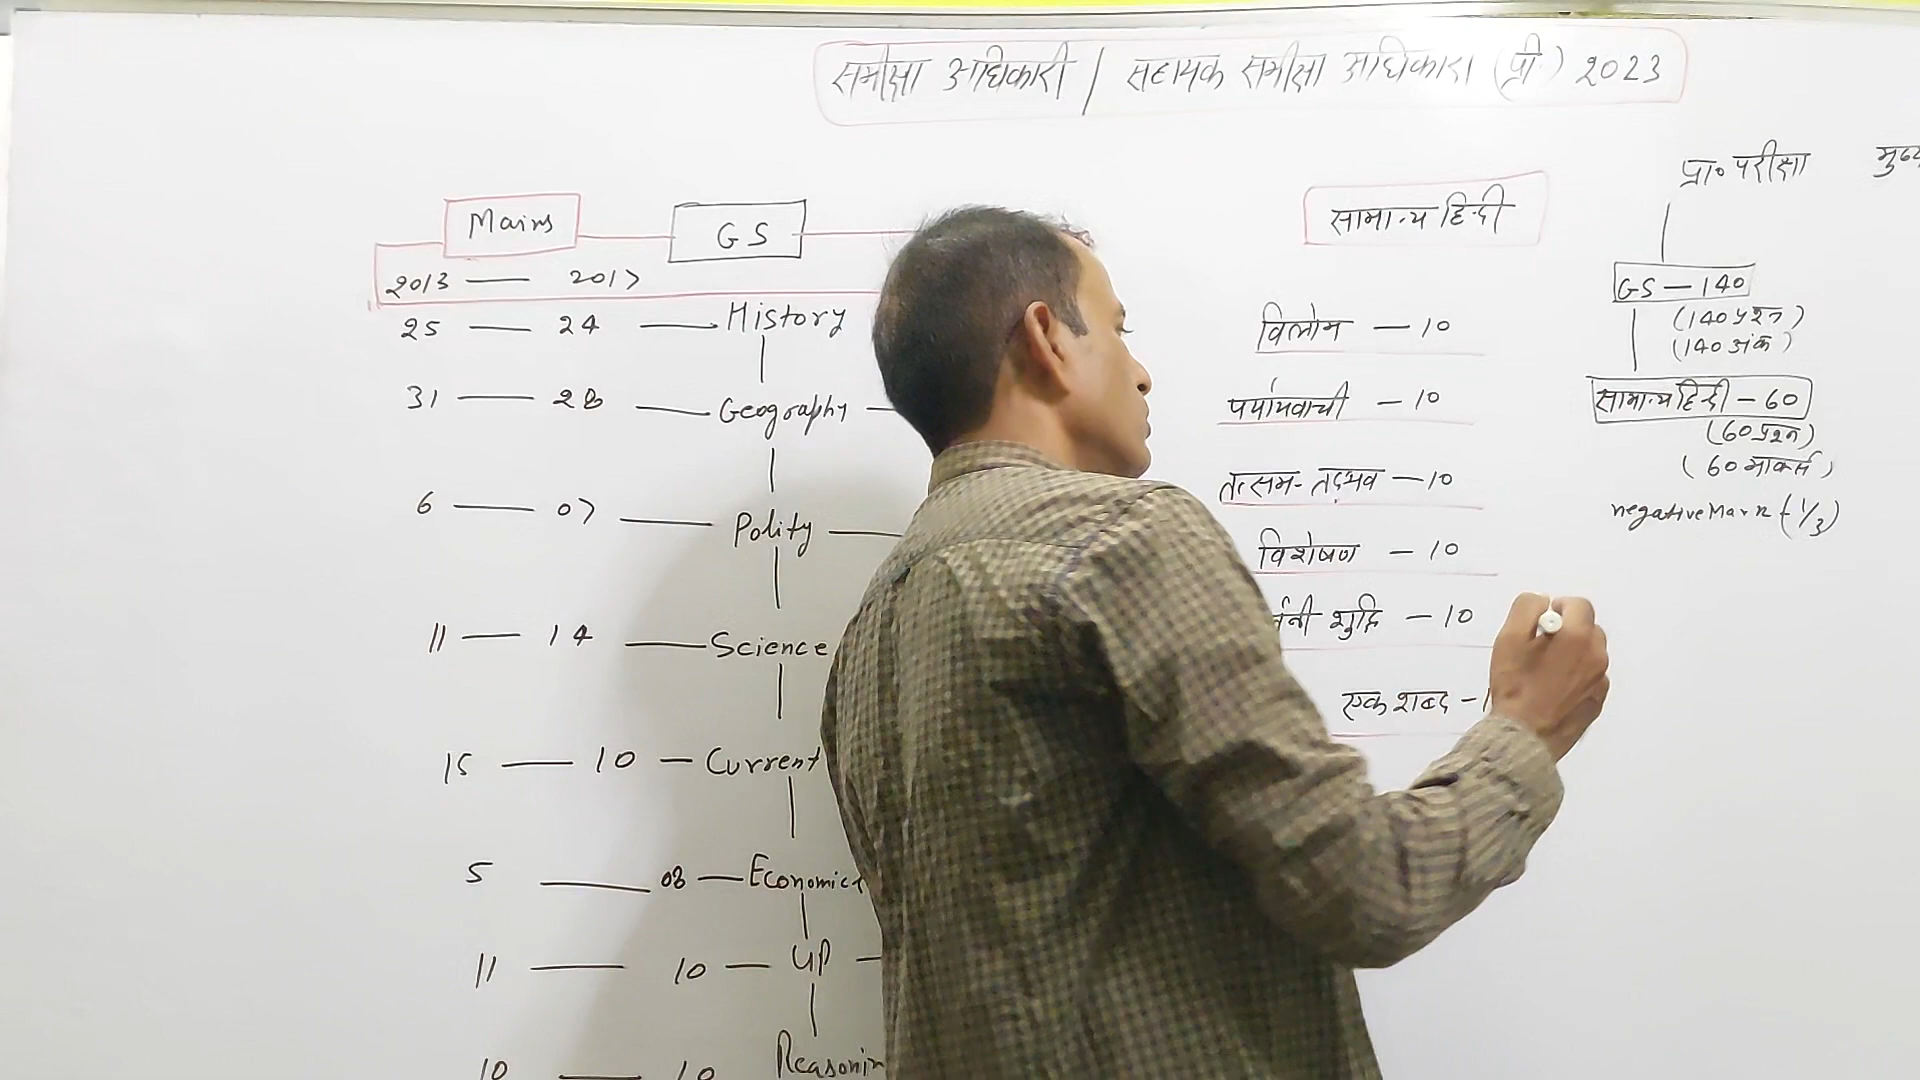 समीक्षा अधिकारी / सहायक समीक्षा अधिकारी (प्री०) 2023
Mains GS
2013 — 2017
25 — 24 — History
31 — 28 — Geography —
6 — 07 — Polity —
11 — 14 — Science
15 — 10 — Current
5 — 08 — Economics
11 — 10 — UP —
10 — 10
सामान्य हिन्दी
विलोम — 10
पर्यायवाची — 10
तत्सम - तद्भव — 10
विशेषण — 10
शुद्धि — 10
एक शब्द —
प्रा० परीक्षा
GS — 140
(140 प्रश्न)
(140 अंक)
सामान्य हिन्दी — 60
(60 प्रश्न)
(60 मार्क्स)
negative Mark (-1/3)